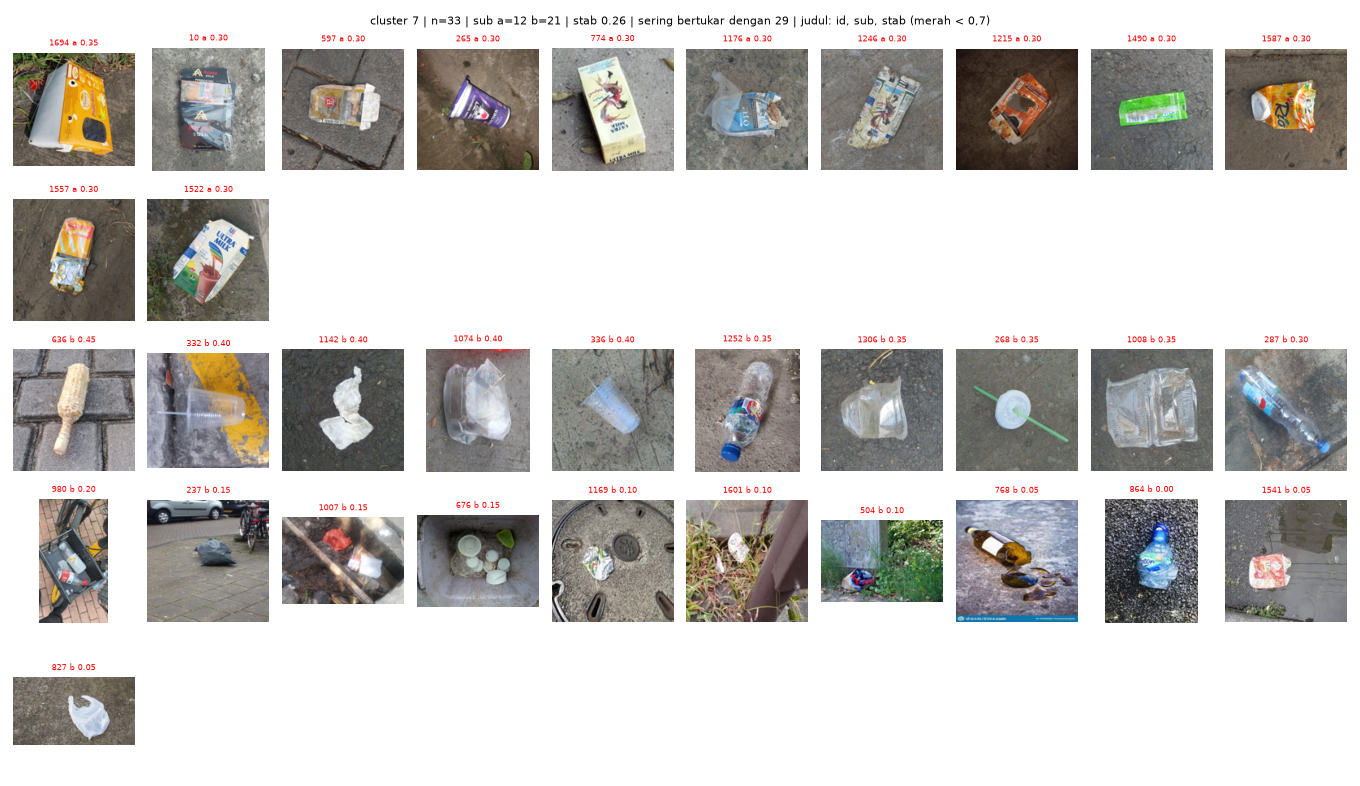 cluster 7 | n=33 | sub a=12 b=21 | stab 0.26 | sering bertukar dengan 29 | judul: id, sub, stab (merah < 0,7)
1694 a 0.35
10 a 0.30
597 a 0.30
265 a 0.30
774 a 0.30
1176 a 0.30
1246 a 0.30
1215 a 0.30
1490 a 0.30
1587 a 0.30
ULTRA MILK
1557 a 0.30
1522 a 0.30
ULTRA
MILK
636 b 0.45
332 b 0.40
1142 b 0.40
1074 b 0.40
336 b 0.40
1252 b 0.35
1306 b 0.35
268 b 0.35
1008 b 0.35
287 b 0.30
980 b 0.20
237 b 0.15
1007 b 0.15
676 b 0.15
1169 b 0.10
1601 b 0.10
504 b 0.10
768 b 0.05
864 b 0.00
1541 b 0.05
827 b 0.05